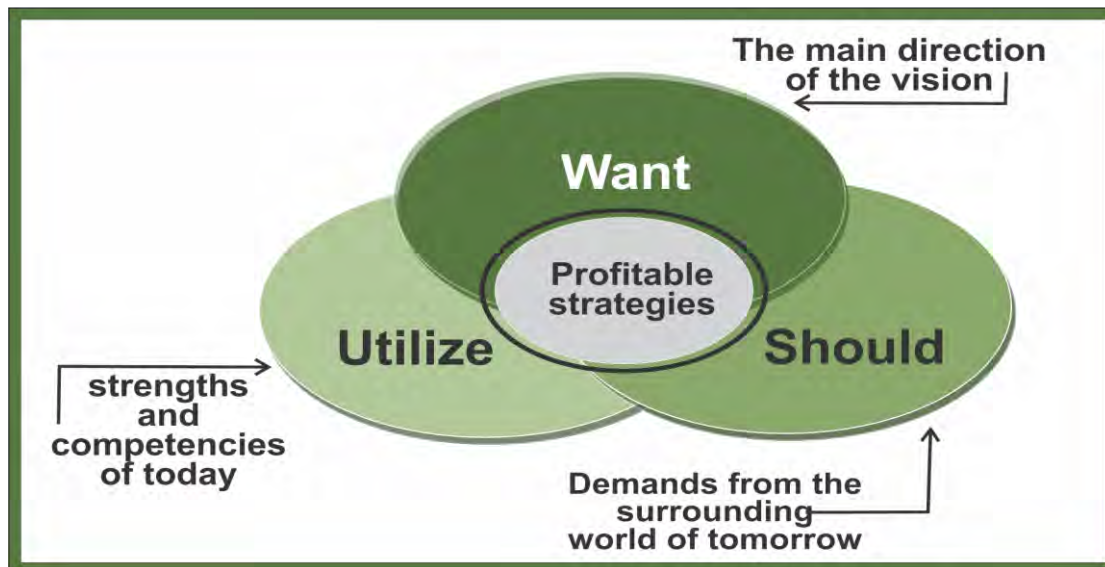 The main direction
of the vision
Want
Profitable
strategies
Utilize
Should
strengths
and
competencies
of today
Demands from the
surrounding
world of tomorrow